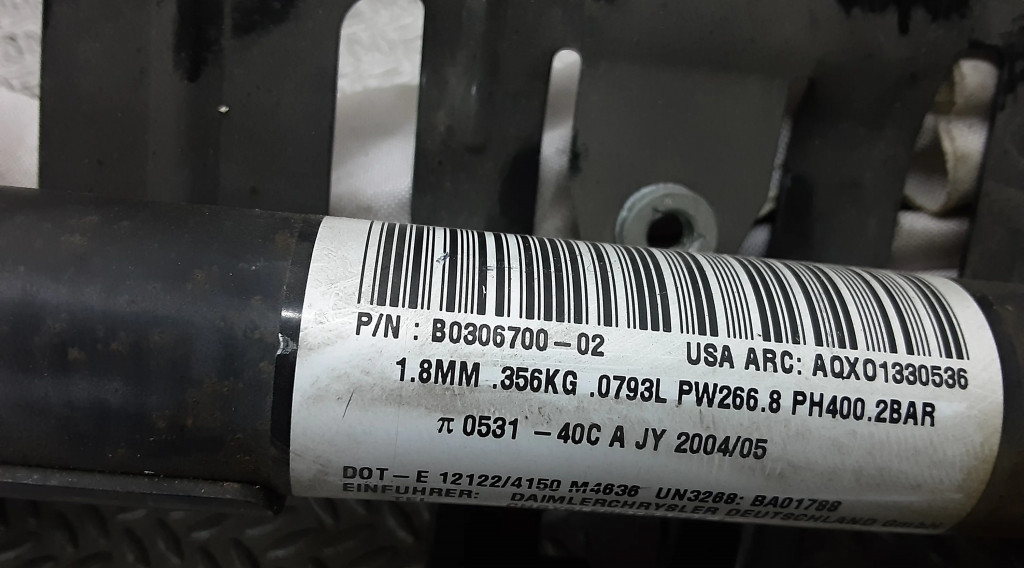 P/N : B0306700-02 USA ARC: AQX01330536
1.8MM .356KG .0793L PW266.8 PH400.2BAR
π 0531 -40C A JY 2004/05
DOT-E 12122/4150 M4636 UN3268: BA01788
EINFUHRER: DAIMLERCHRYSLER DEUTSCHLAND GmbH